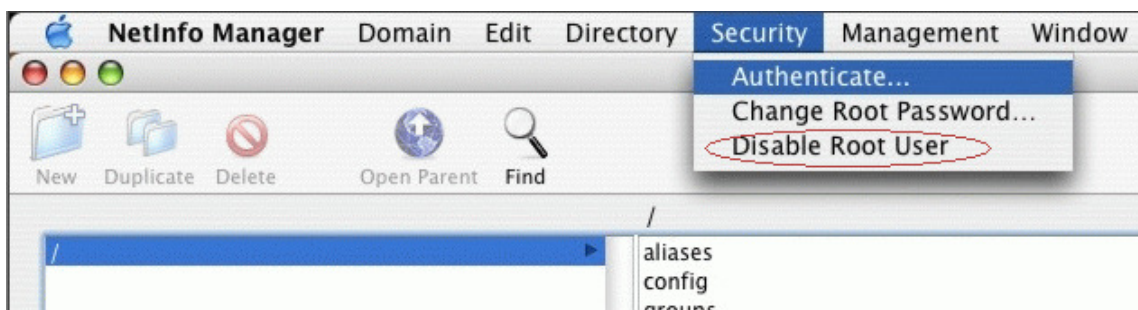 NetInfo Manager Domain Edit Directory Security Management Window
Authenticate...
Change Root Password...
Disable Root User
New Duplicate Delete Open Parent Find
/
/
aliases
config
groups